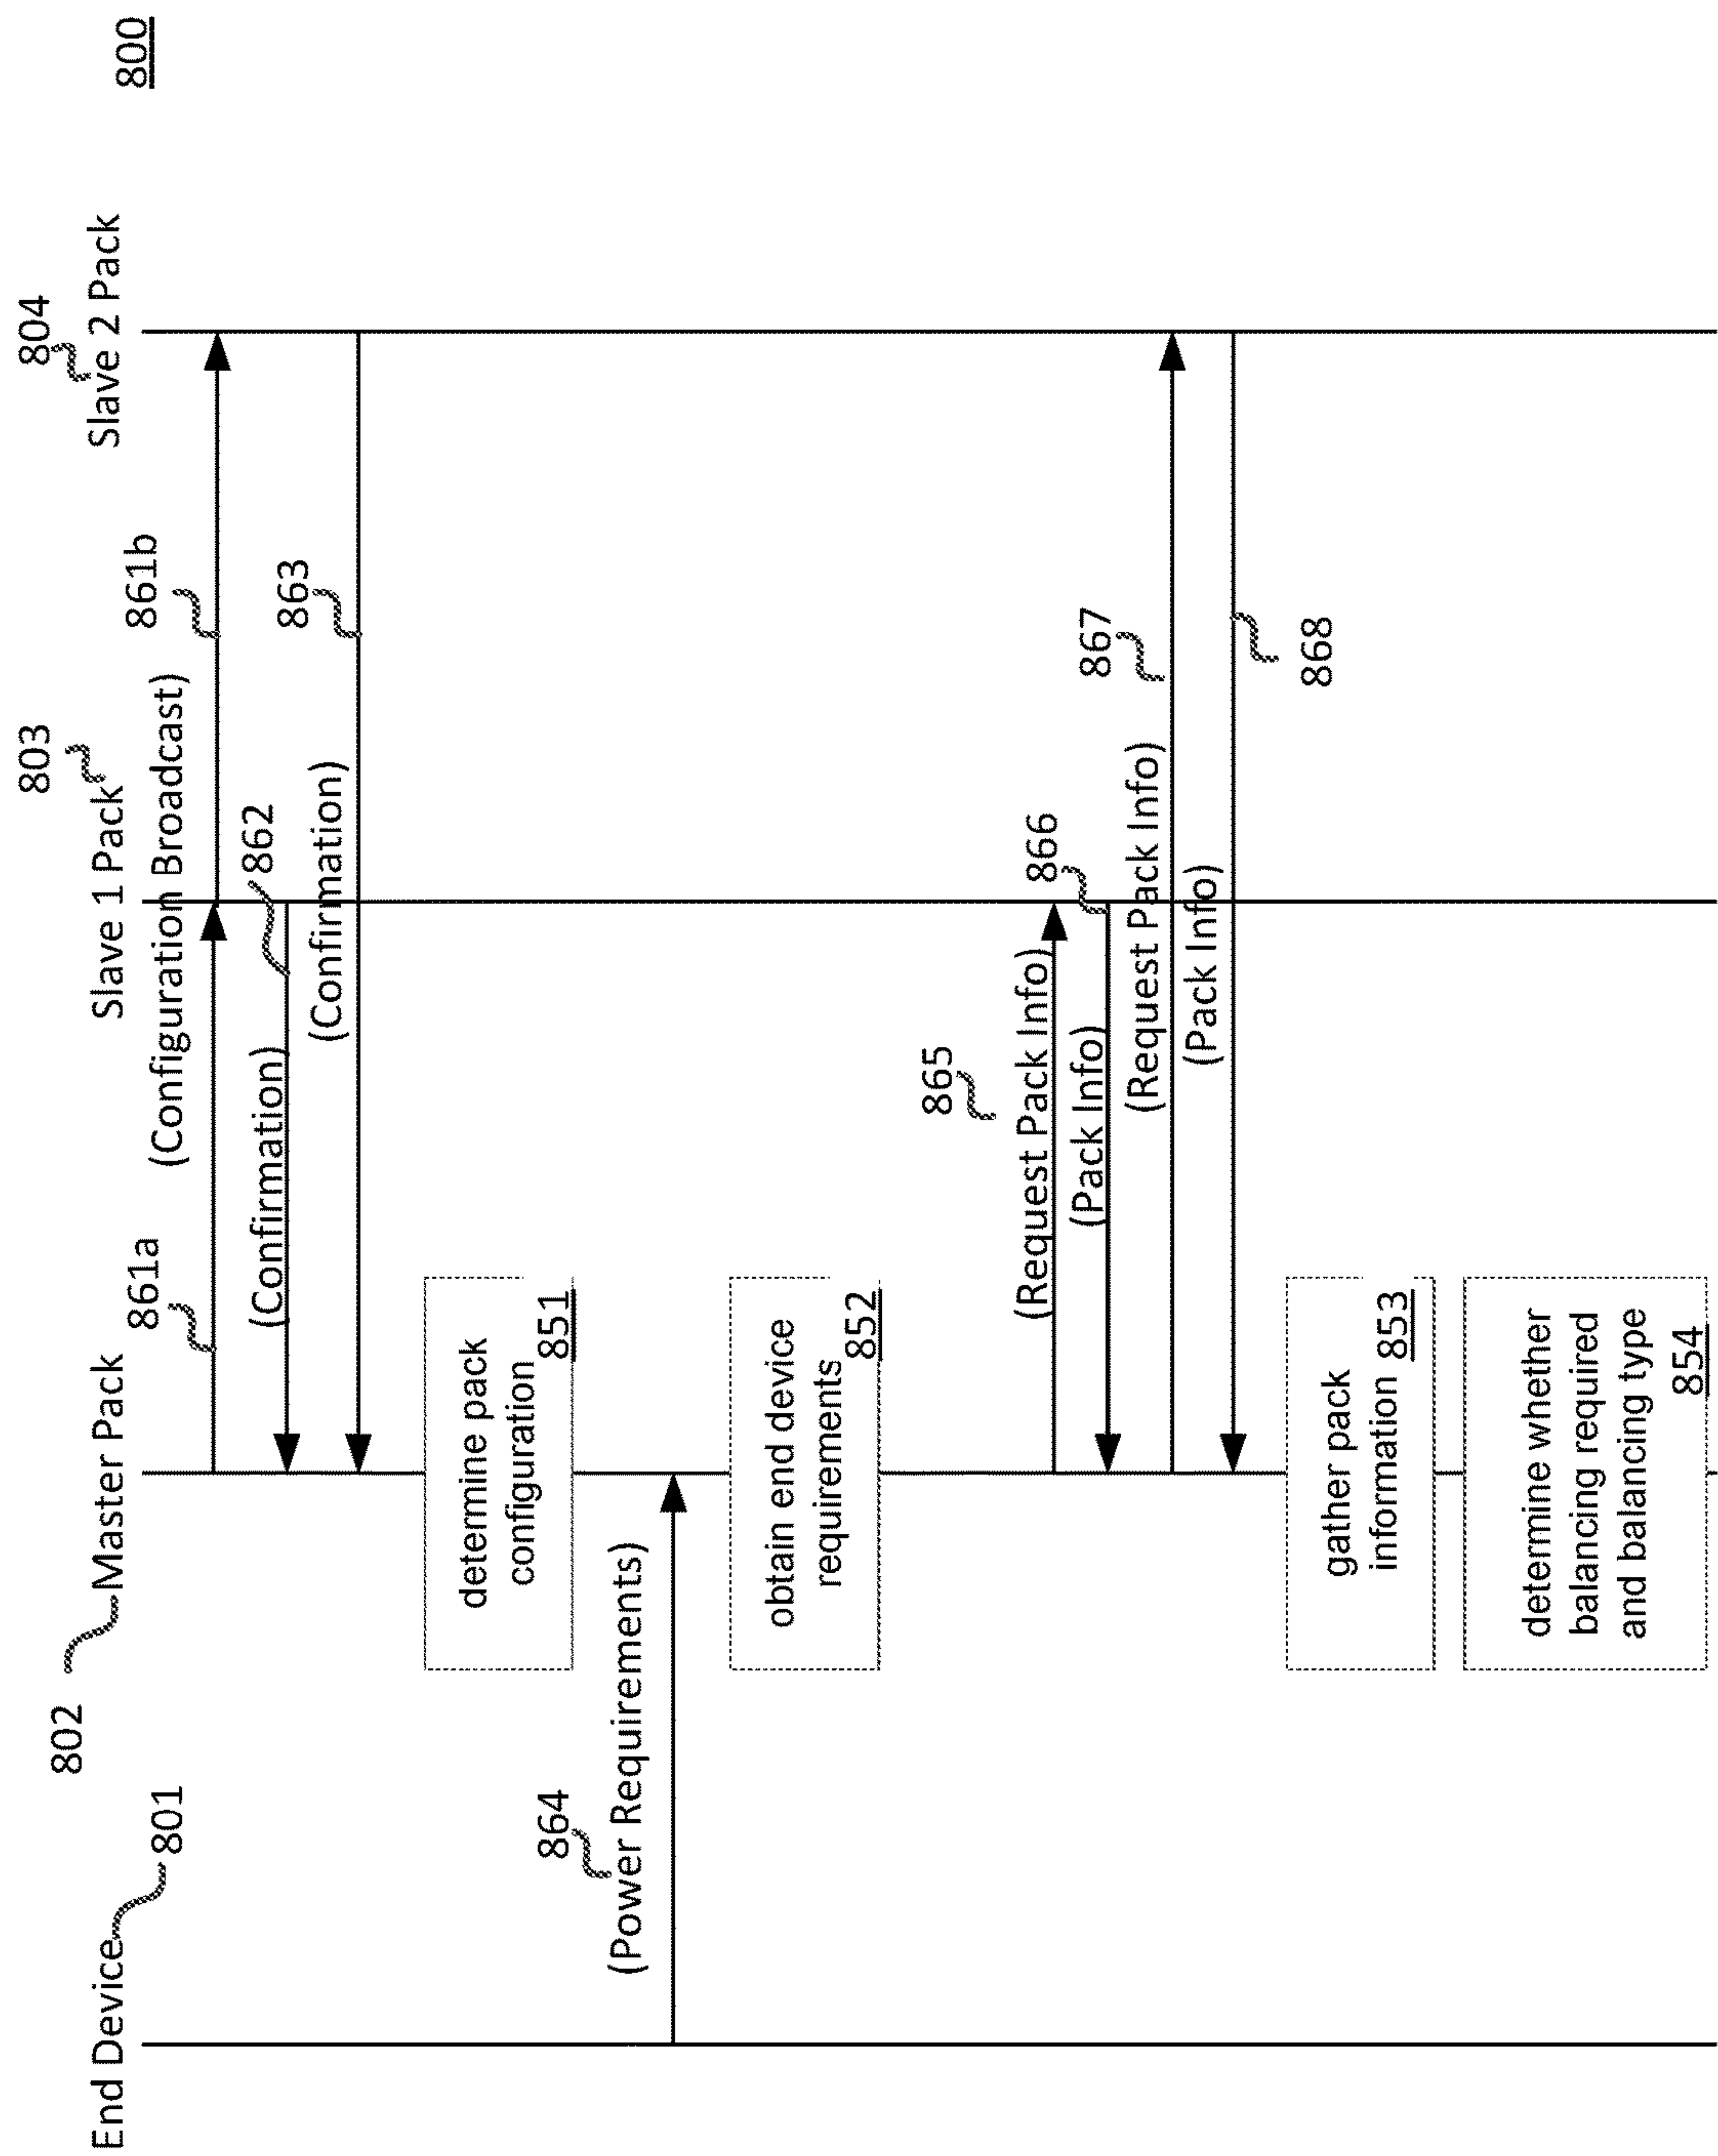 800
End Device
801
802
Master Pack
803
Slave 1 Pack
804
Slave 2 Pack
861a
(Configuration Broadcast)
861b
(Confirmation)
862
(Confirmation)
863
determine pack
configuration
851
864
(Power Requirements)
obtain end device
requirements
852
865
(Request Pack Info)
(Pack Info)
866
(Request Pack Info)
867
(Pack Info)
868
gather pack
information 853
determine whether
balancing required
and balancing type
854